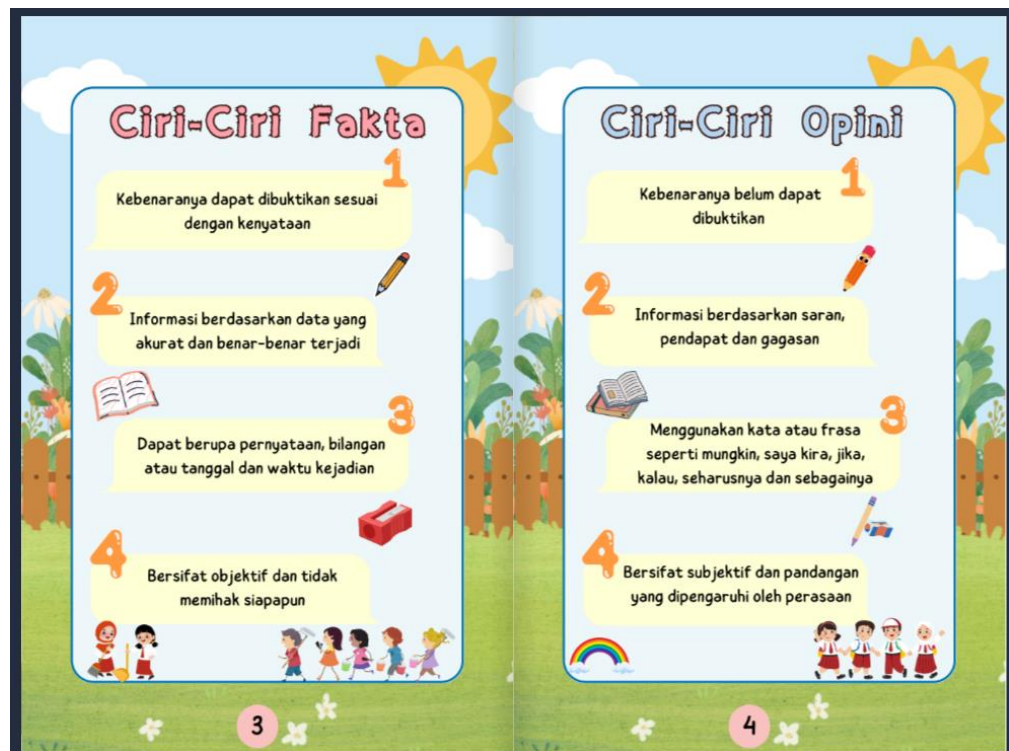 Ciri-Ciri Fakta
1
Kebenaranya dapat dibuktikan sesuai
dengan kenyataan
2
Informasi berdasarkan data yang
akurat dan benar-benar terjadi
3
Dapat berupa pernyataan, bilangan
atau tanggal dan waktu kejadian
4
Bersifat objektif dan tidak
memihak siapapun
3
Ciri-Ciri Opini
1
Kebenaranya belum dapat
dibuktikan
2
Informasi berdasarkan saran,
pendapat dan gagasan
3
Menggunakan kata atau frasa
seperti mungkin, saya kira, jika,
kalau, seharusnya dan sebagainya
4
Bersifat subjektif dan pandangan
yang dipengaruhi oleh perasaan
4